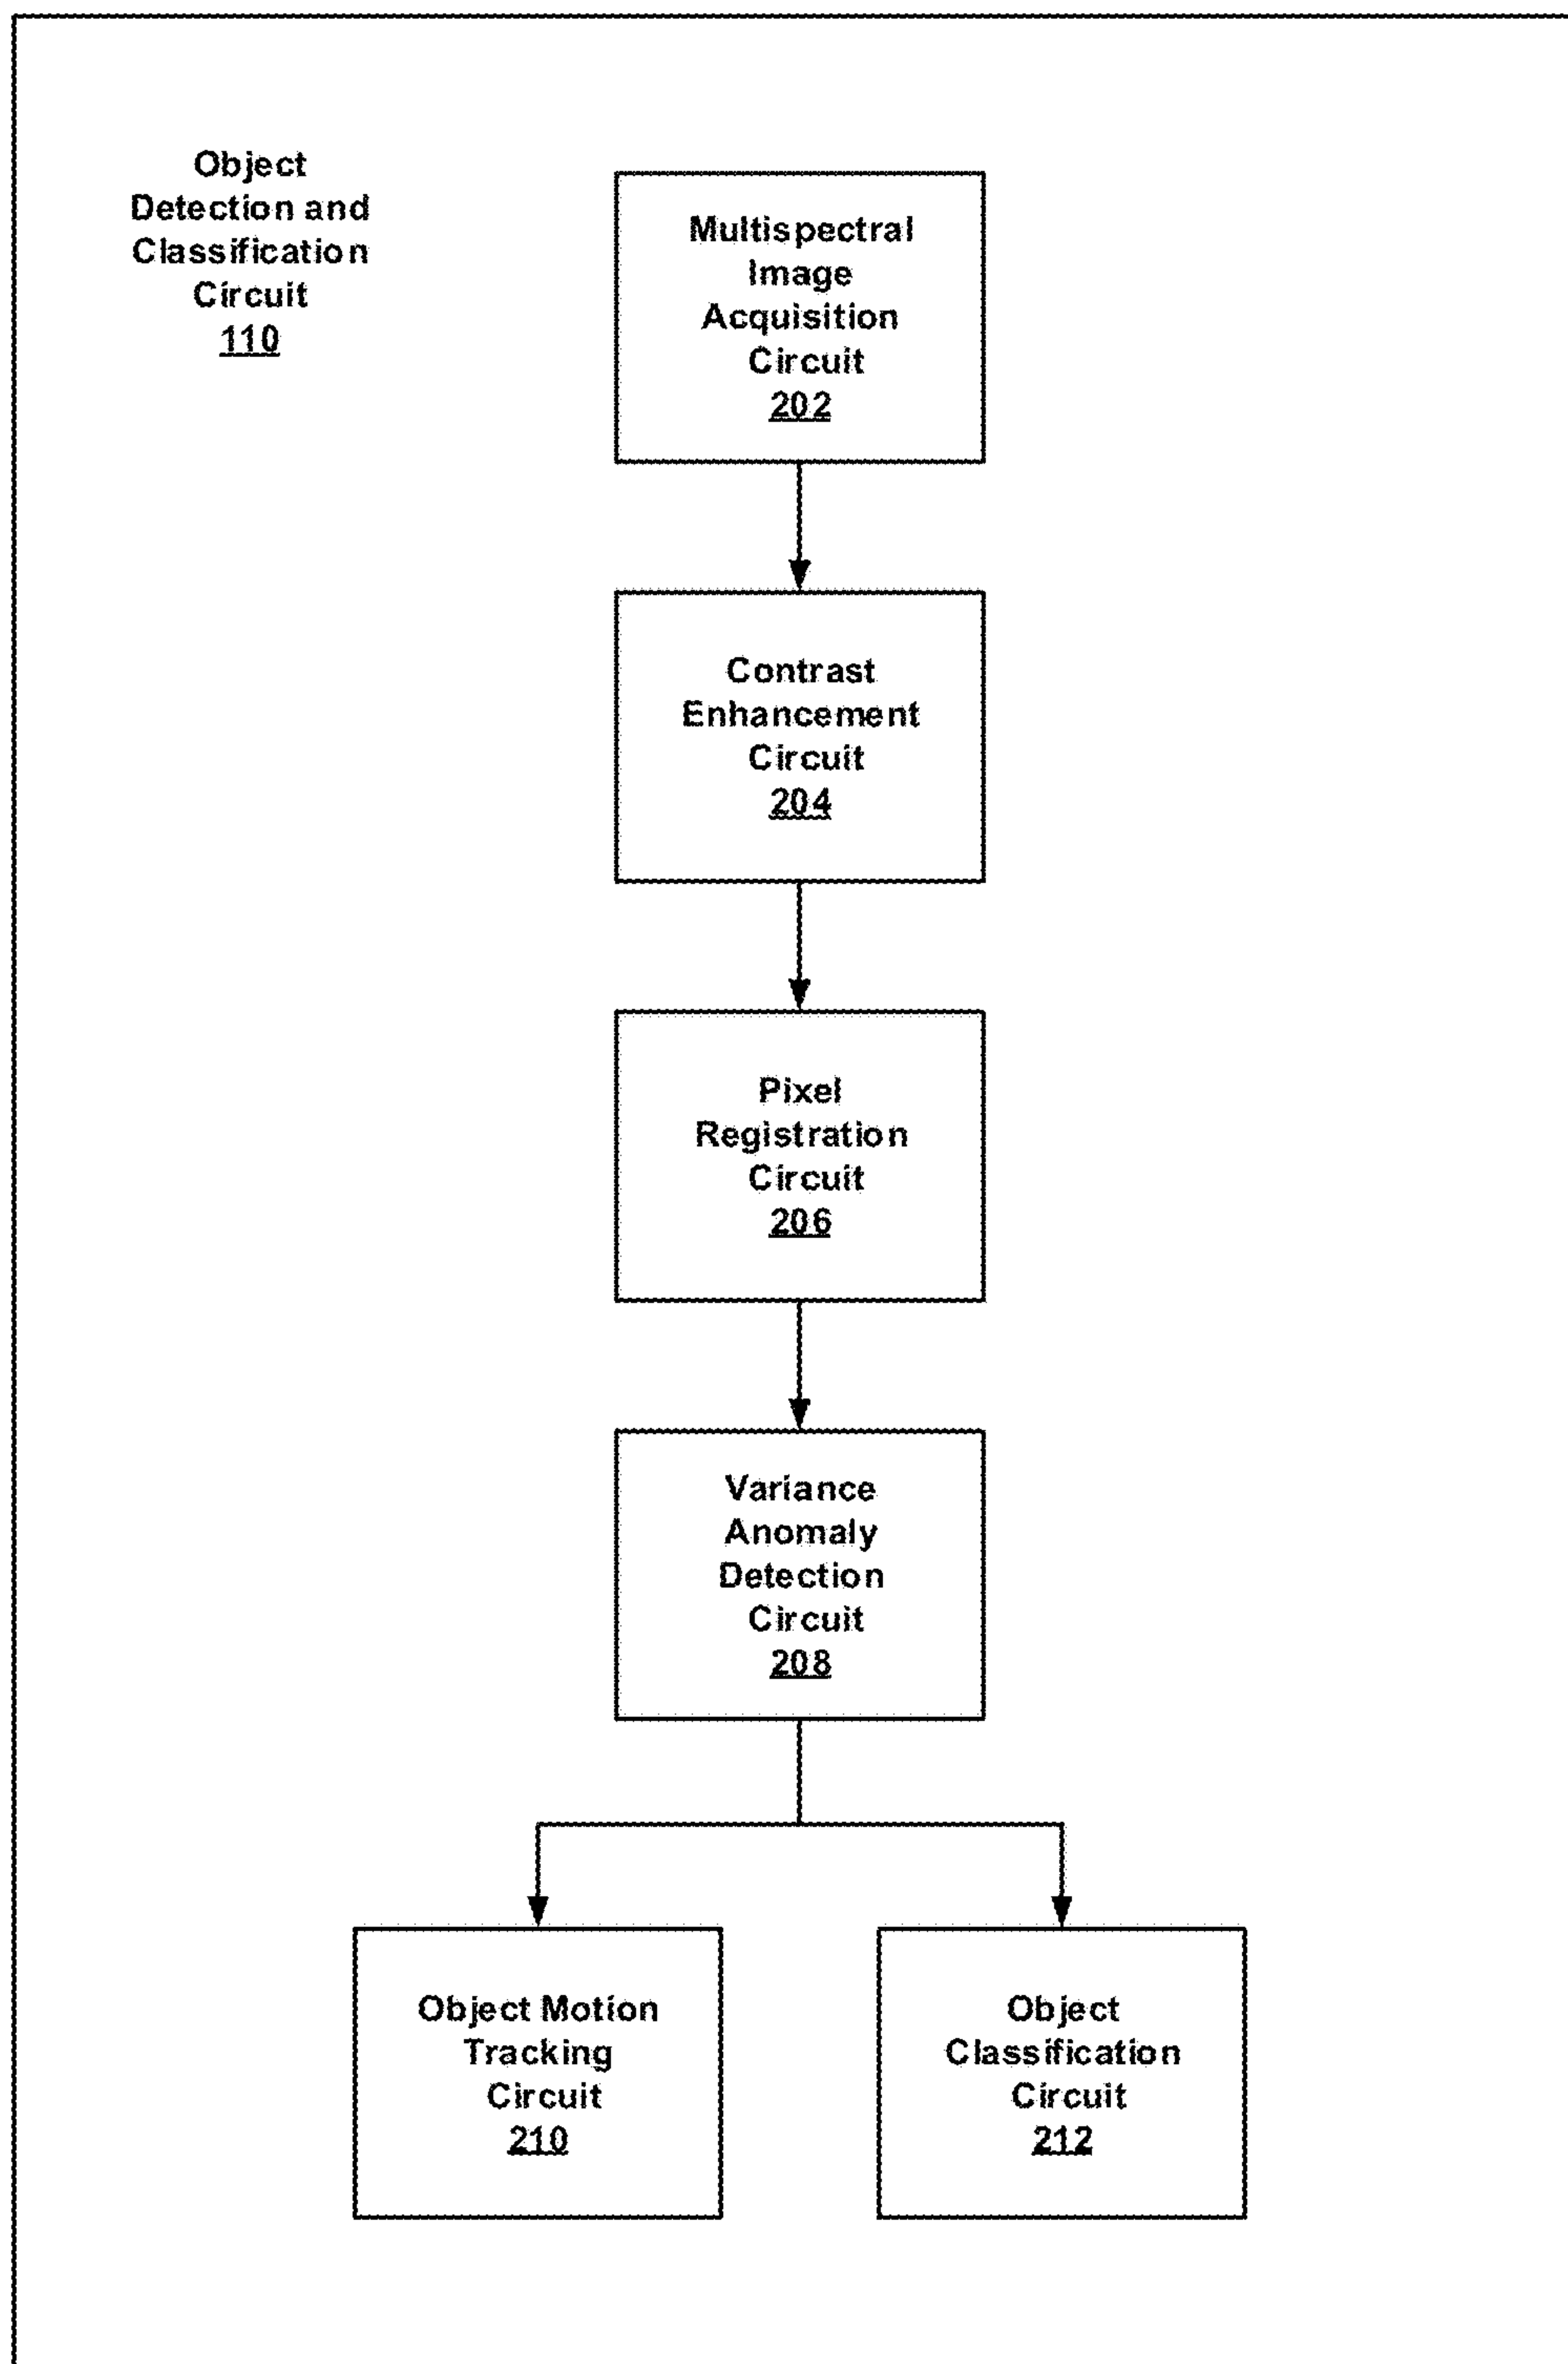 Object
Detection and
Classification
Circuit
110
Multispectral
Image
Acquisition
Circuit
202
Contrast
Enhancement
Circuit
204
Pixel
Registration
Circuit
206
Variance
Anomaly
Detection
Circuit
208
Object Motion
Tracking
Circuit
210
Object
Classification
Circuit
212